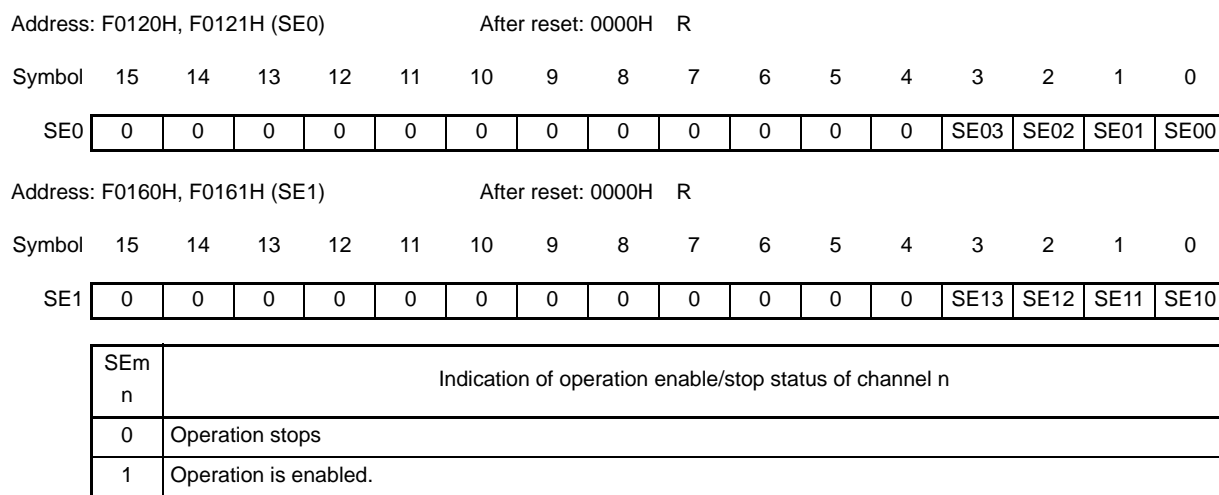 Address: F0120H, F0121H (SE0) After reset: 0000H R
Symbol 15 14 13 12 11 10 9 8 7 6 5 4 3 2 1 0
SE0 0 0 0 0 0 0 0 0 0 0 0 0 SE03 SE02 SE01 SE00
Address: F0160H, F0161H (SE1) After reset: 0000H R
Symbol 15 14 13 12 11 10 9 8 7 6 5 4 3 2 1 0
SE1 0 0 0 0 0 0 0 0 0 0 0 0 SE13 SE12 SE11 SE10
SEm
n
Indication of operation enable/stop status of channel n
0 Operation stops
1 Operation is enabled.